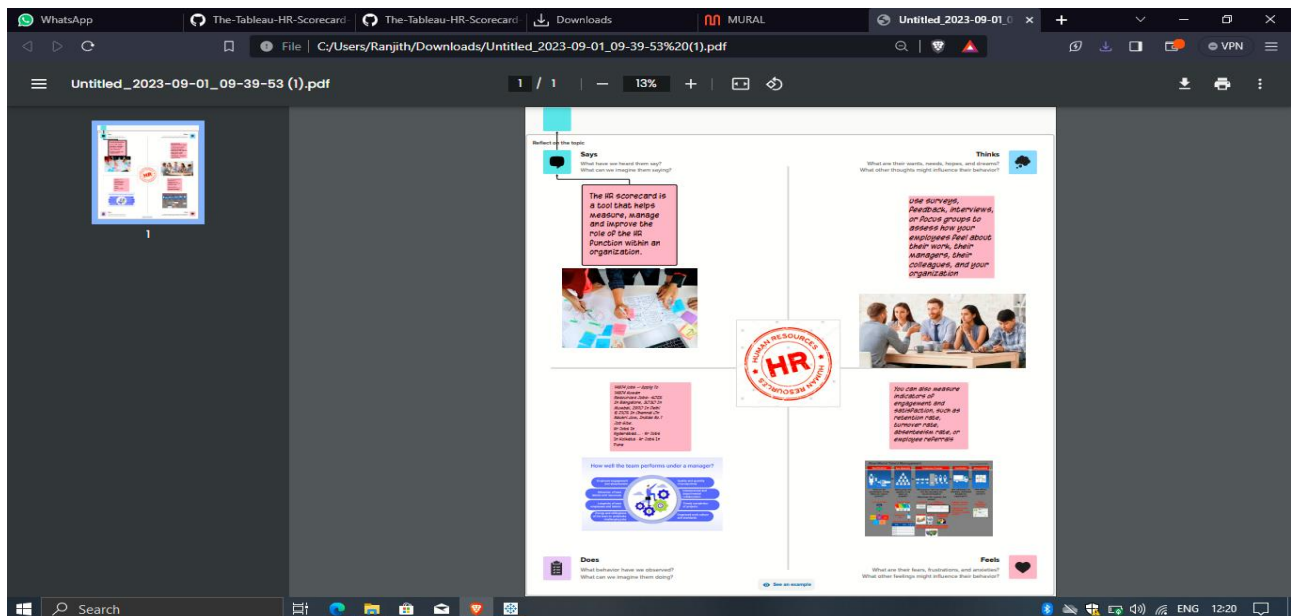 WhatsApp
The-Tableau-HR-Scorecard-
The-Tableau-HR-Scorecard-
Downloads
MURAL
Untitled_2023-09-01_0
File
C:/Users/Ranjith/Downloads/Untitled_2023-09-01_09-39-53%20(1).pdf
VPN
Untitled_2023-09-01_09-39-53 (1).pdf
1 / 1
13%
1
Reflect on the topic
Says
What have we heard them say?
What can we imagine them saying?
Thinks
What are their wants, needs, hopes, and dreams?
What other thoughts might influence their behavior?
The HR scorecard is
a tool that helps
measure, manage
and improve the
role of the HR
function within an
organization.
Use surveys,
feedback, interviews,
or focus groups to
assess how your
employees feel about
their work, their
managers, their
colleagues, and your
organization
HUMAN RESOURCES
HR
HUMAN RESOURCES
You can also measure
indicators of
engagement and
satisfaction, such as
retention rate,
turnover rate,
absenteeism rate, or
employee referrals
How well the team performs under a manager?
Does
What behavior have we observed?
What can we imagine them doing?
Feels
What are their fears, frustrations, and anxieties?
What other feelings might influence their behavior?
See an example
Search
ENG
12:20